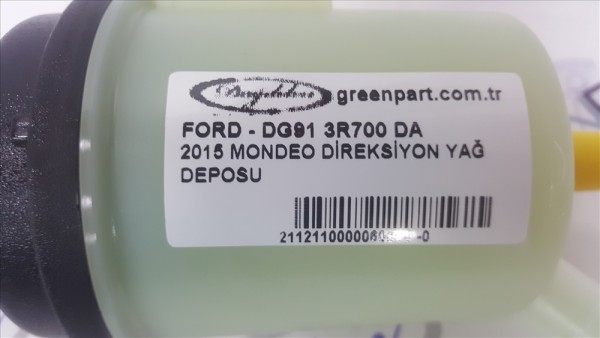 greenpart.com.tr
FORD - DG91 3R700 DA
2015 MONDEO DİREKSİYON YAĞ
DEPOSU